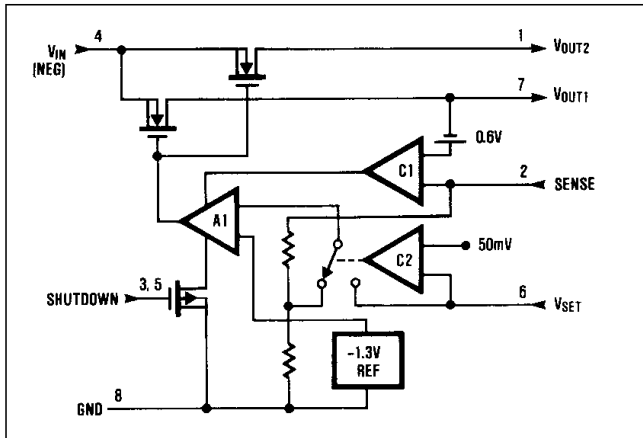 VIN
(NEG)
4
1
VOUT2
7
VOUT1
0.6V
C1
2
SENSE
A1
50mV
C2
6
VSET
SHUTDOWN
3, 5
–1.3V
REF
GND
8